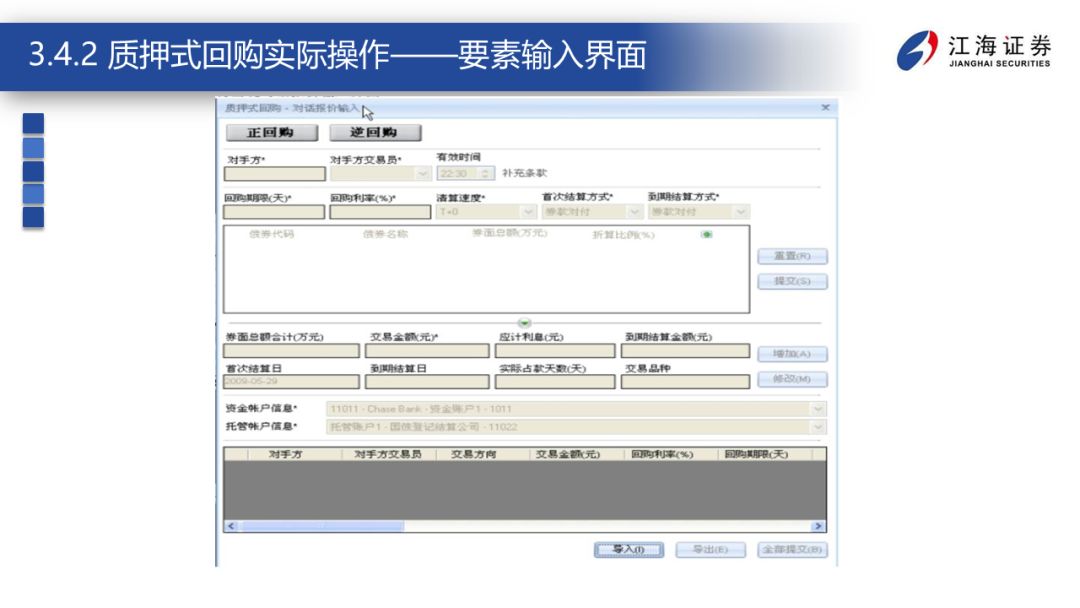 3.4.2 质押式回购实际操作——要素输入界面
江海证券
JIANGHAI SECURITIES
质押式回购 - 对话报价输入
正回购 逆回购
对手方* 对手方交易员* 有效时间
22:30 补充条款
回购期限(天)* 回购利率(%)* 清算速度* 首次结算方式* 到期结算方式*
T+0 券款对付 券款对付
债券代码 债券名称 券面总额(万元) 折算比例(%)
重置(R)
提交(S)
券面总额合计(万元) 交易金额(元)* 应计利息(元) 到期结算金额(元)
增加(A)
首次结算日 到期结算日 实际占款天数(天) 交易品种
2009-05-29 修改(M)
资金帐户信息* 11011 - Chase Bank - 资金账户1 - 1011
托管帐户信息* 托管账户1 - 国债登记结算公司 - 11022
对手方 对手方交易员 交易方向 交易金额(元) 回购利率(%) 回购期限(天)
导入(I) 导出(E) 全部提交(B)